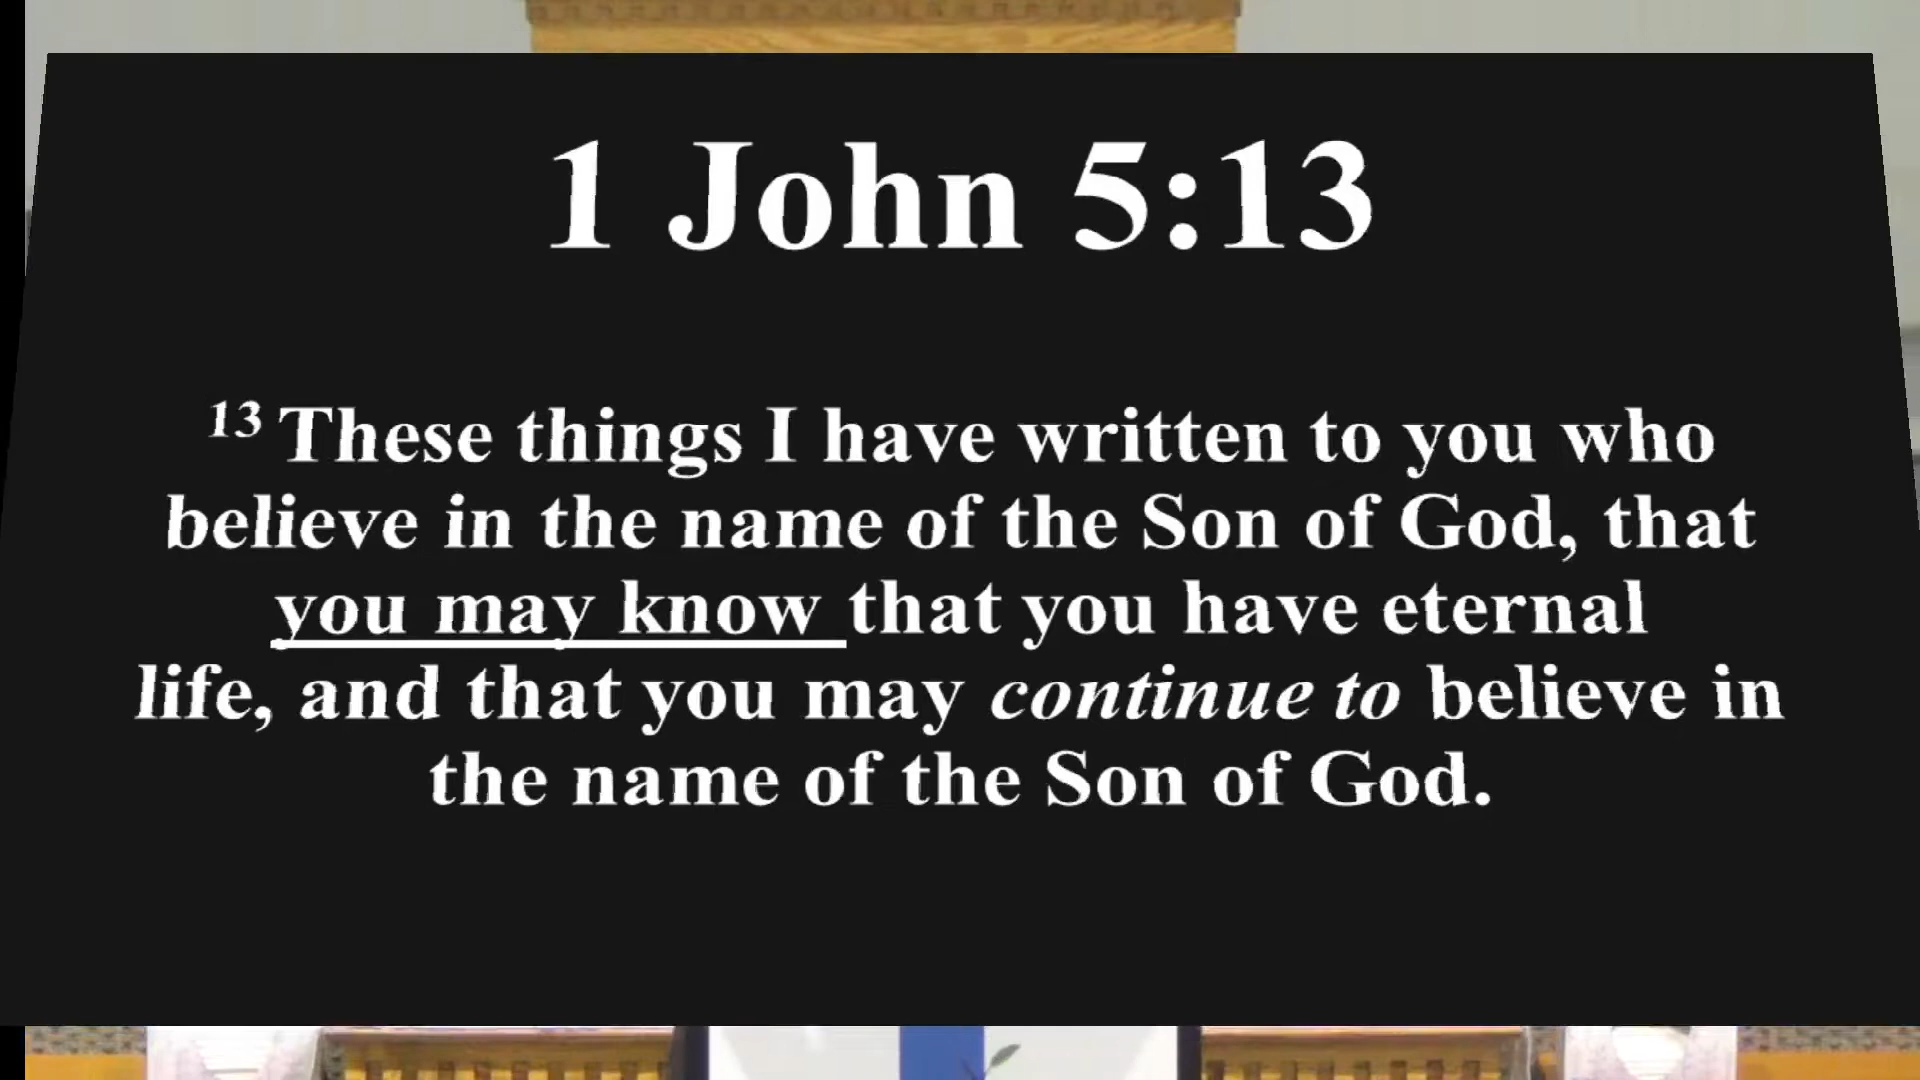 1 John 5:13
13 These things I have written to you who
believe in the name of the Son of God, that
you may know that you have eternal
life, and that you may continue to believe in
the name of the Son of God.